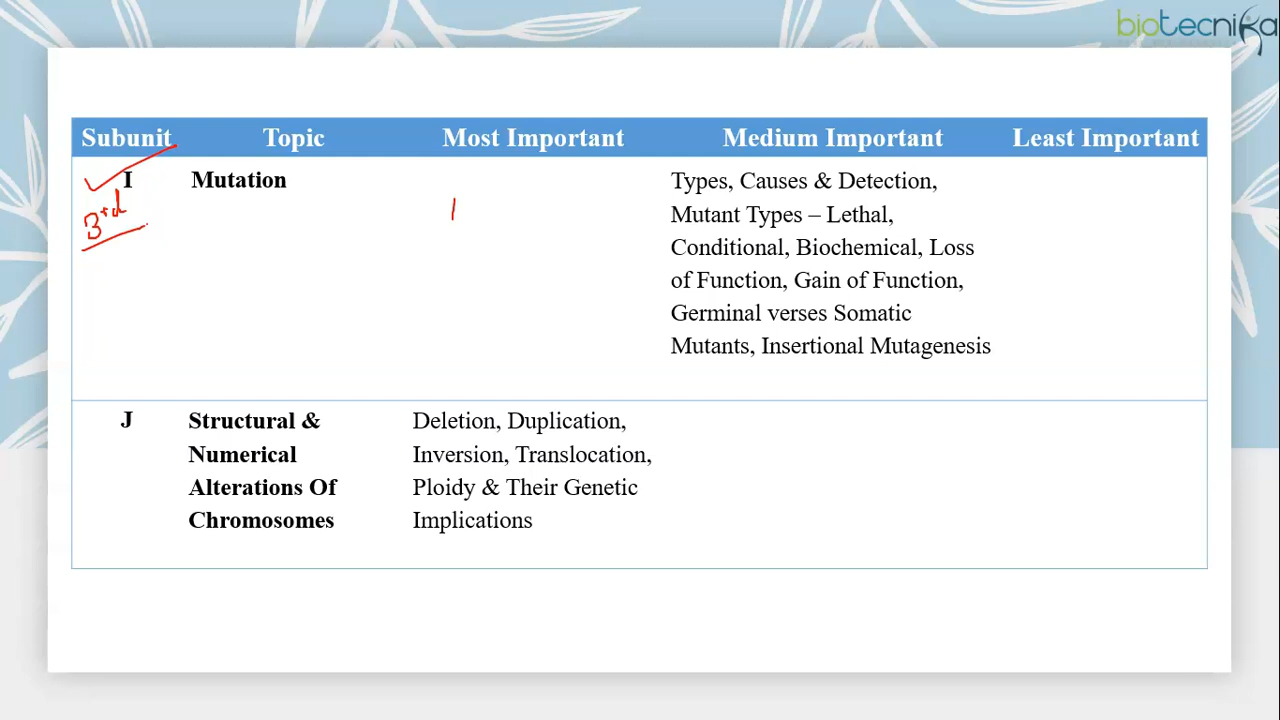 biotecnika
Subunit Topic Most Important Medium Important Least Important
I Mutation Types, Causes & Detection,
3rd Mutant Types – Lethal,
Conditional, Biochemical, Loss
of Function, Gain of Function,
Germinal verses Somatic
Mutants, Insertional Mutagenesis
J Structural & Deletion, Duplication,
Numerical Inversion, Translocation,
Alterations Of Ploidy & Their Genetic
Chromosomes Implications